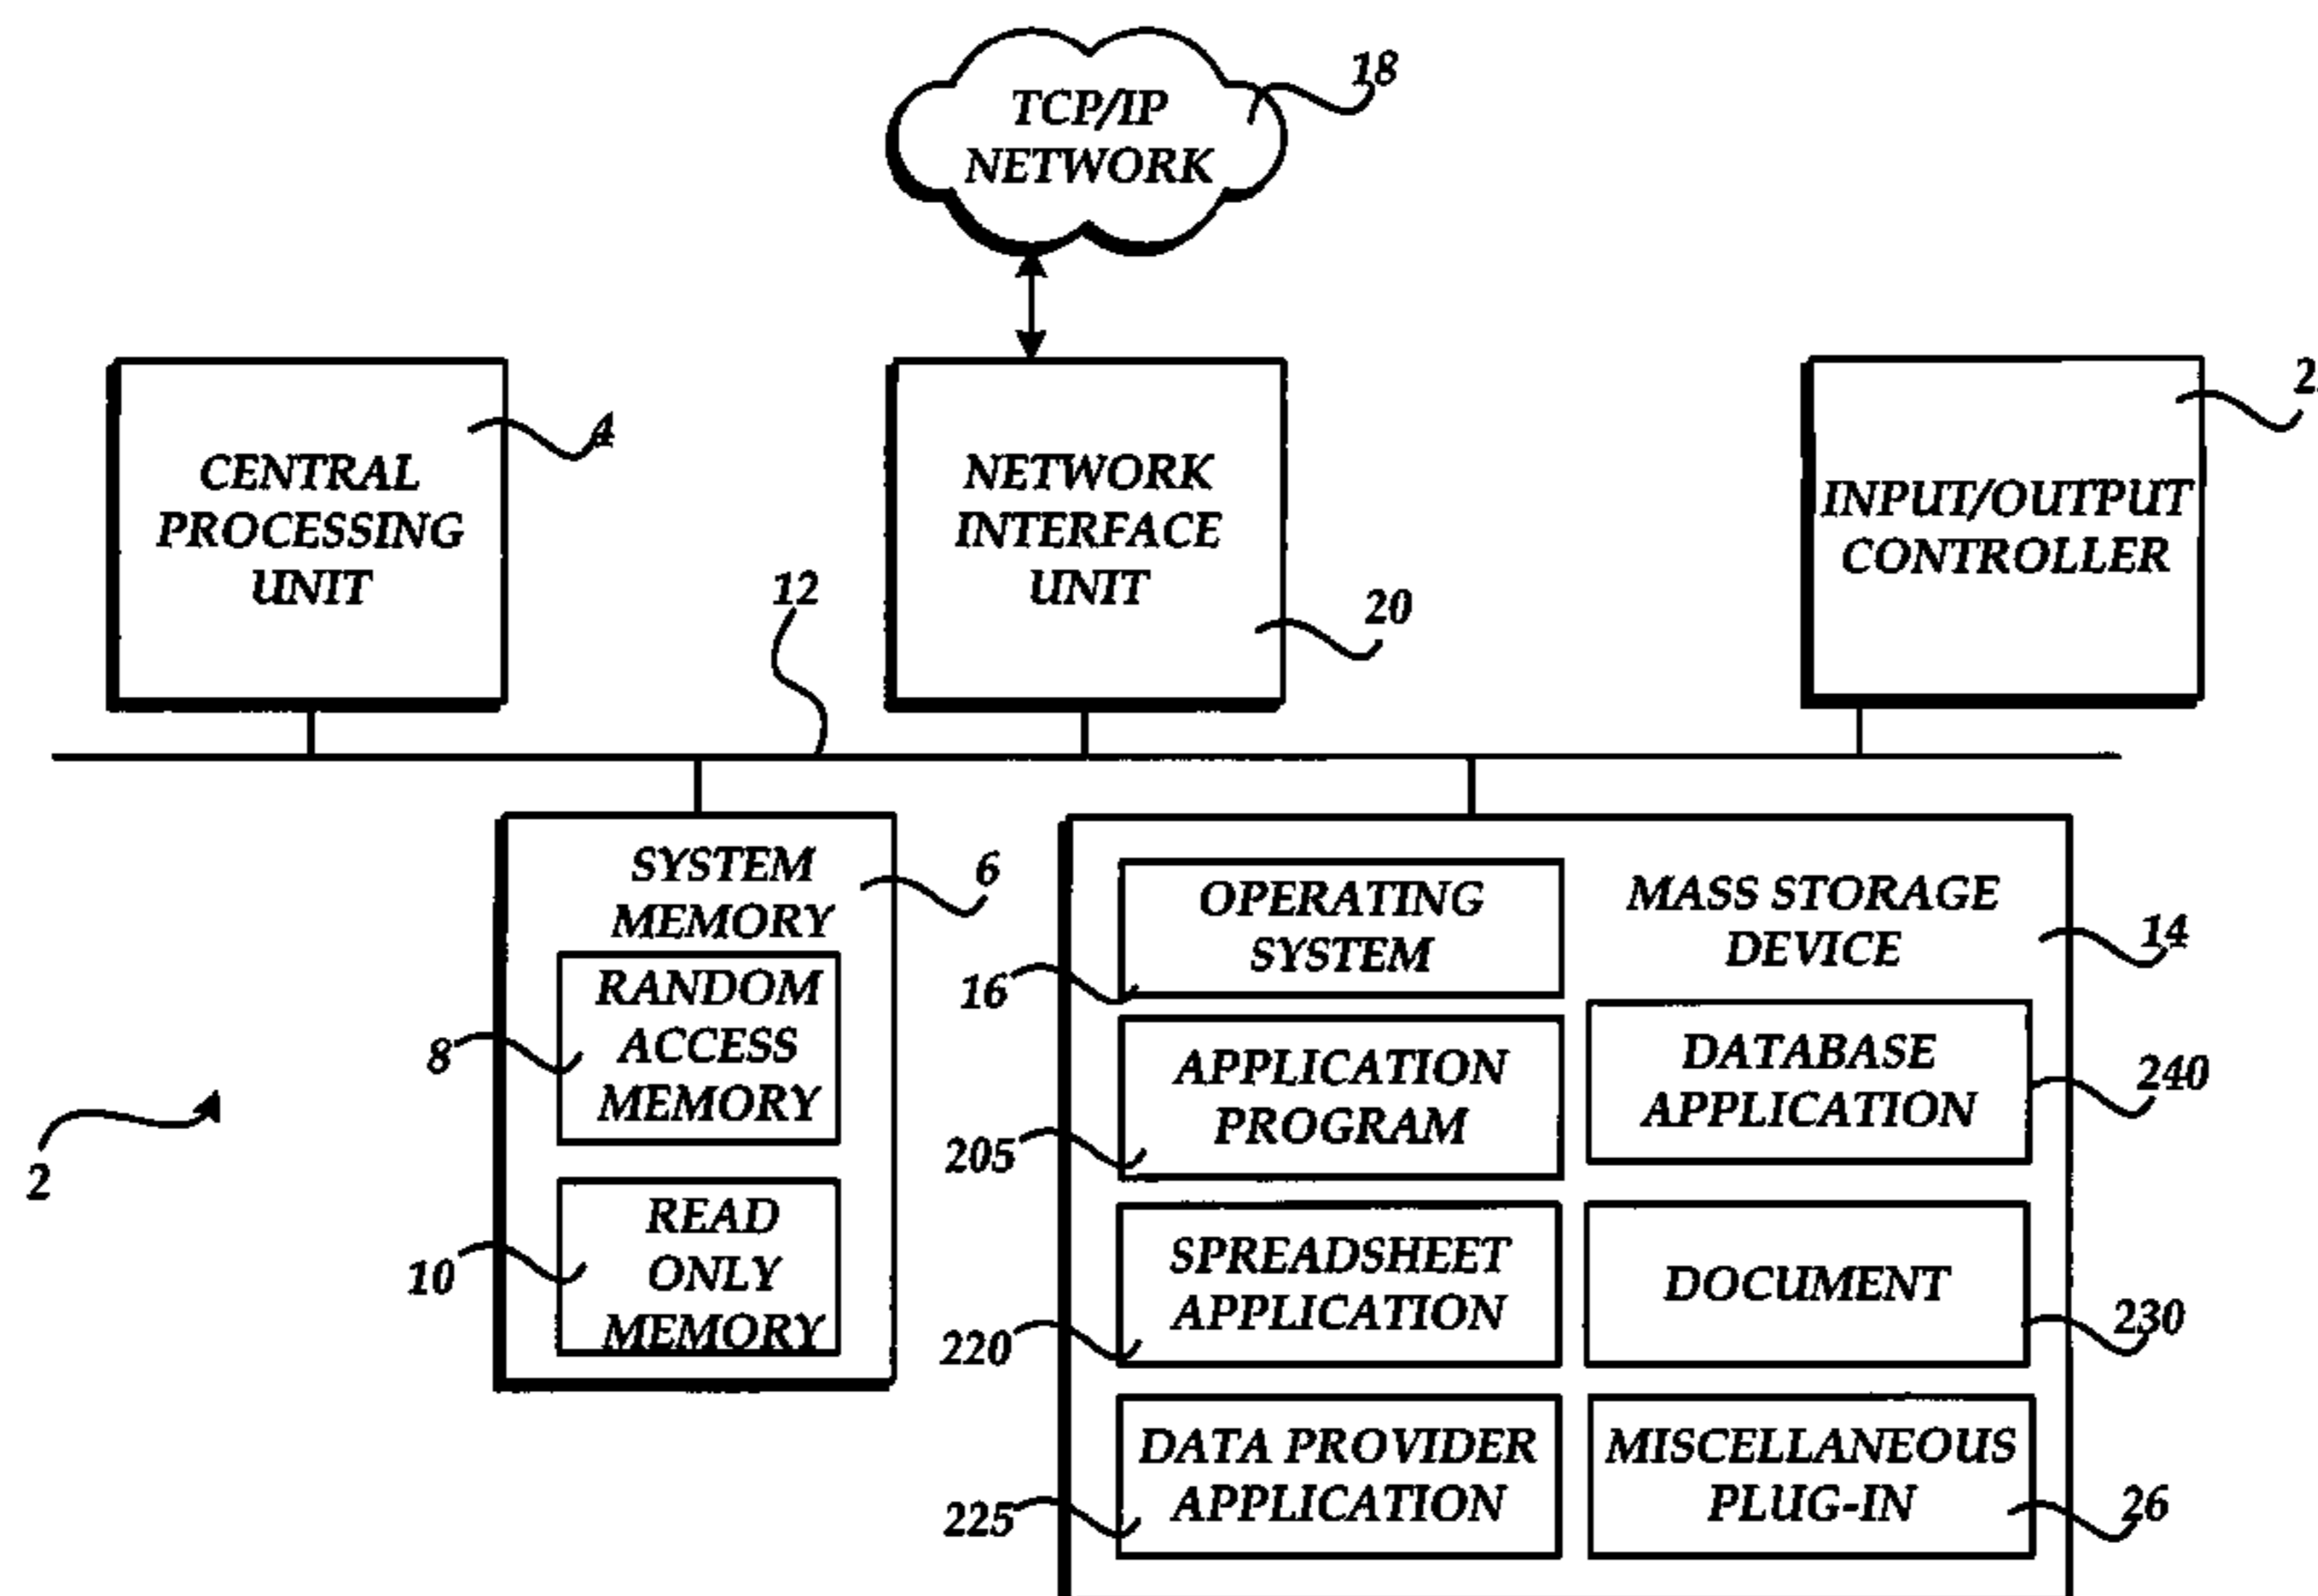 18
TCP/IP
NETWORK
4
CENTRAL
PROCESSING
UNIT
NETWORK
INTERFACE
UNIT
20
INPUT/OUTPUT
CONTROLLER
12
SYSTEM
MEMORY
6
RANDOM
ACCESS
MEMORY
8
READ
ONLY
MEMORY
10
2
MASS STORAGE
DEVICE
14
OPERATING
SYSTEM
16
APPLICATION
PROGRAM
205
DATABASE
APPLICATION
240
SPREADSHEET
APPLICATION
220
DOCUMENT
230
DATA PROVIDER
APPLICATION
225
MISCELLANEOUS
PLUG-IN
26